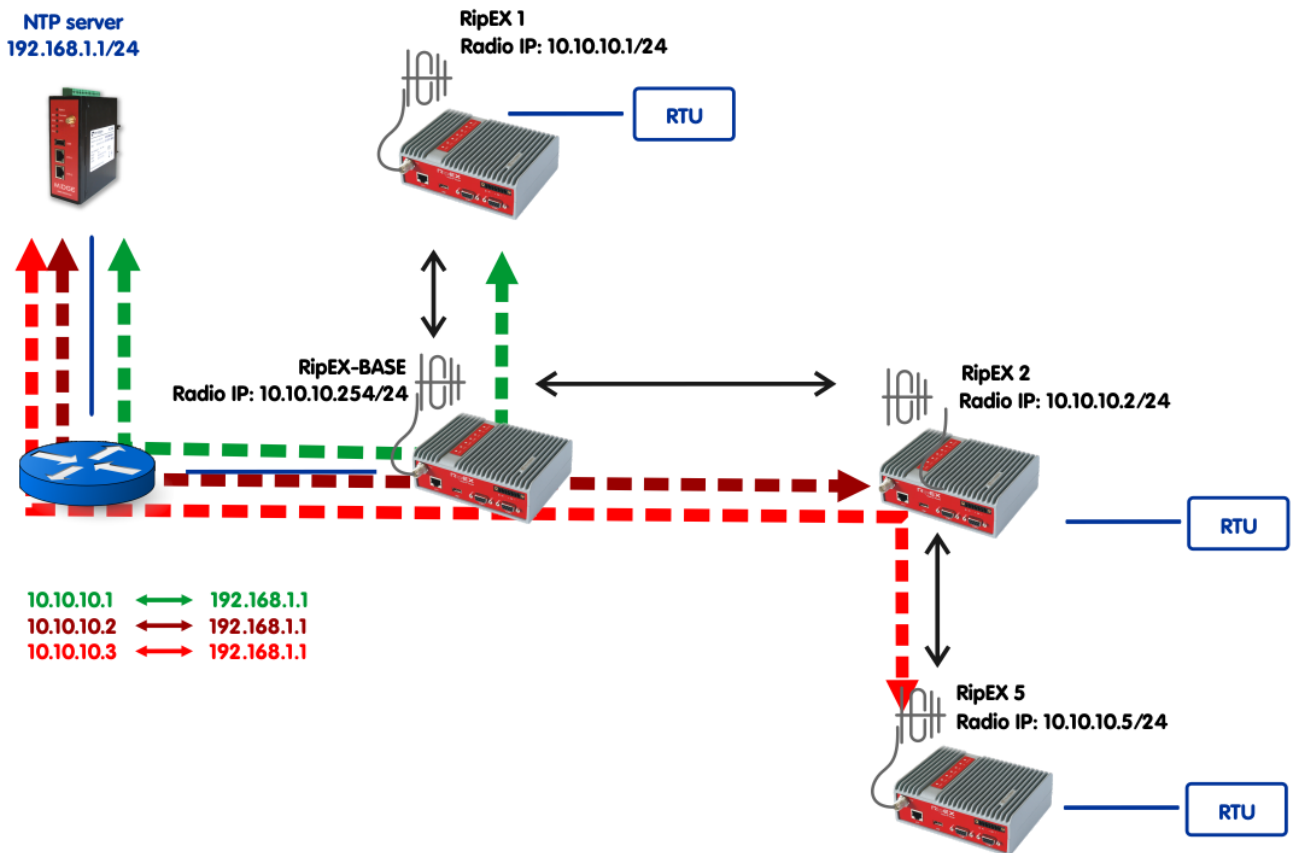 NTP server
192.168.1.1/24
RipEX 1
Radio IP: 10.10.10.1/24
RTU
RipEX-BASE
Radio IP: 10.10.10.254/24
RipEX 2
Radio IP: 10.10.10.2/24
RTU
10.10.10.1 192.168.1.1
10.10.10.2 192.168.1.1
10.10.10.3 192.168.1.1
RipEX 5
Radio IP: 10.10.10.5/24
RTU